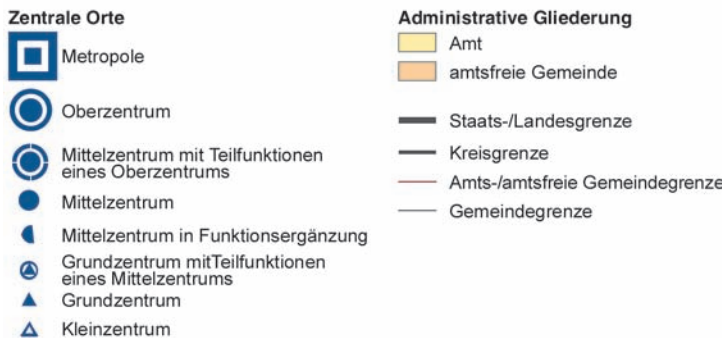 Zentrale Orte
Metropole
Oberzentrum
Mittelzentrum mit Teilfunktionen
eines Oberzentrums
Mittelzentrum
Mittelzentrum in Funktionsergänzung
Grundzentrum mitTeilfunktionen
eines Mittelzentrums
Grundzentrum
Kleinzentrum
Administrative Gliederung
Amt
amtsfreie Gemeinde
Staats-/Landesgrenze
Kreisgrenze
Amts-/amtsfreie Gemeindegrenze
Gemeindegrenze